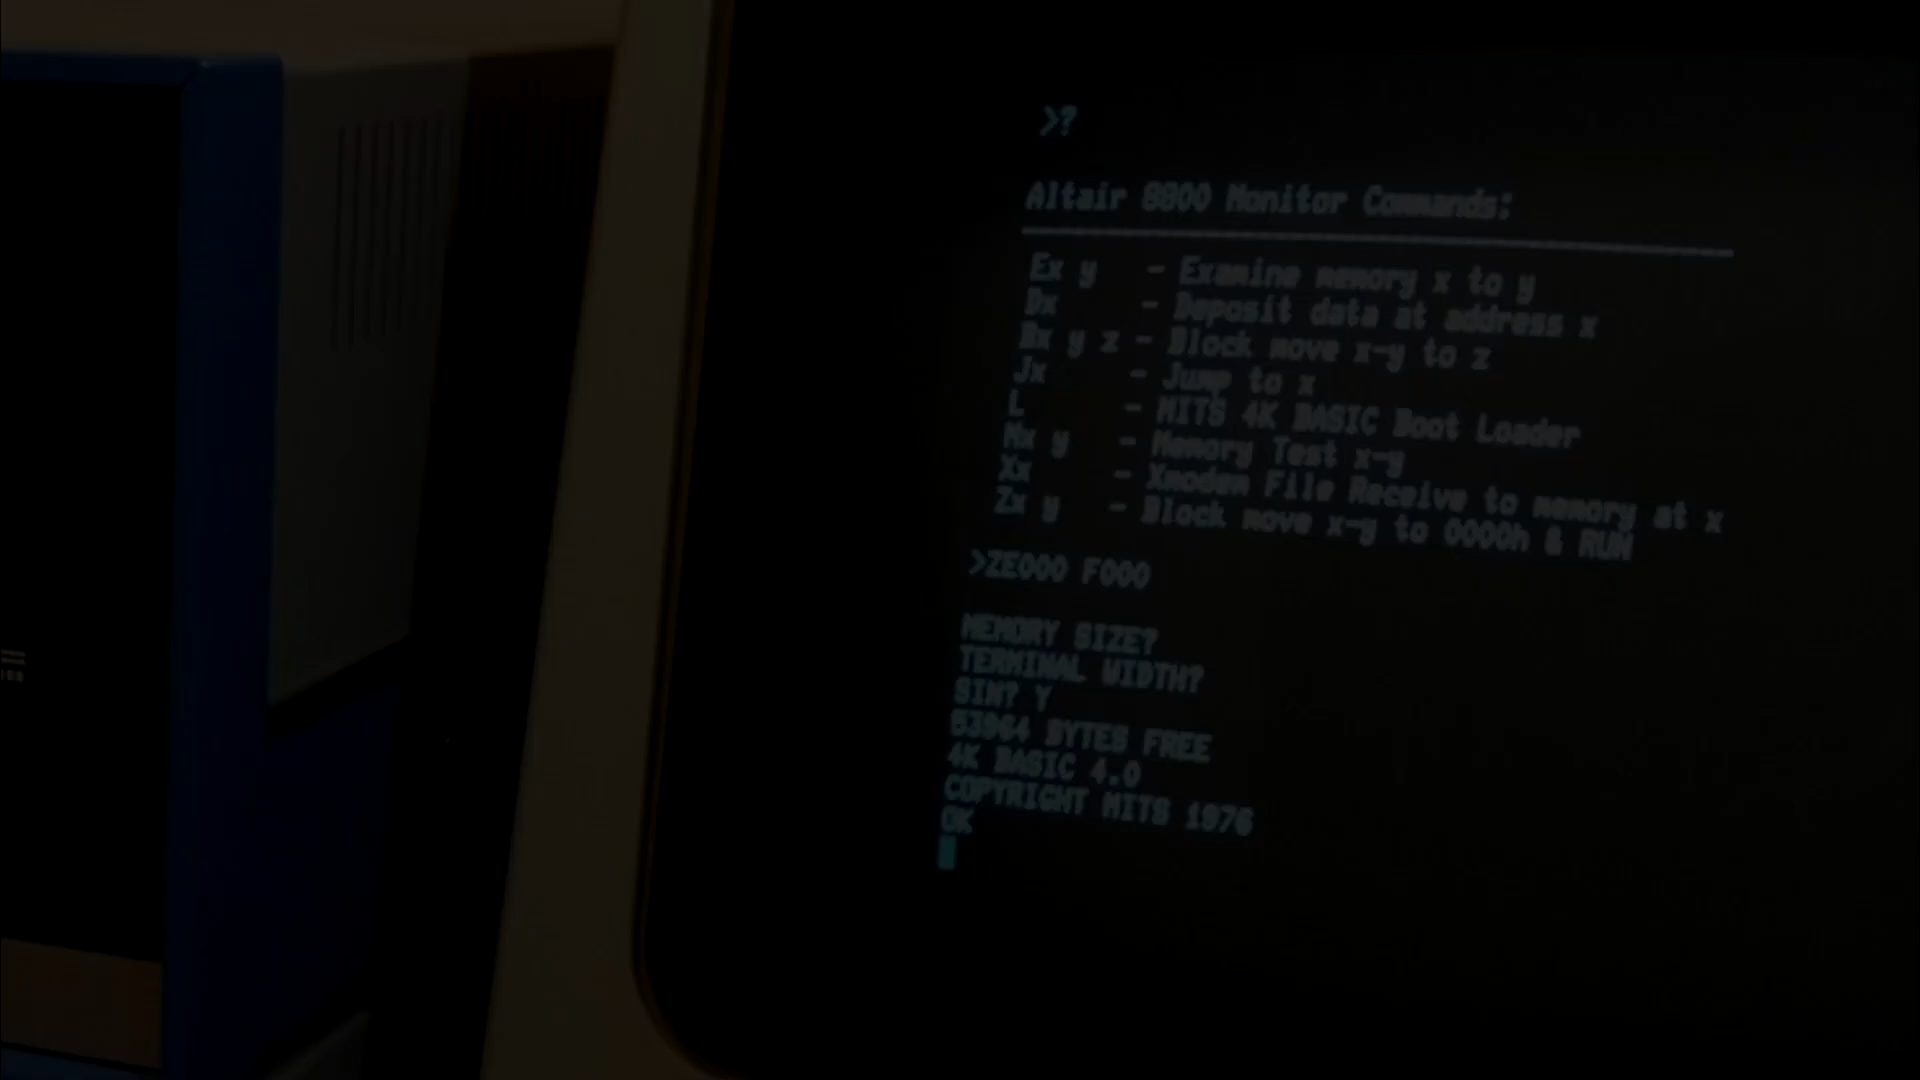 >?
Altair 8800 Monitor Commands:
Ex y - Examine memory x to y
Dx - Deposit data at address x
Bx y z - Block move x-y to z
Jx - Jump to x
L - MITS 4K BASIC Boot Loader
Mx y - Memory Test x-y
Xx - Xmodem File Receive to memory at x
Zx y - Block move x-y to 0000h & RUN
>ZE000 F000
MEMORY SIZE?
TERMINAL WIDTH?
SIN? Y
63964 BYTES FREE
4K BASIC 4.0
COPYRIGHT MITS 1976
OK